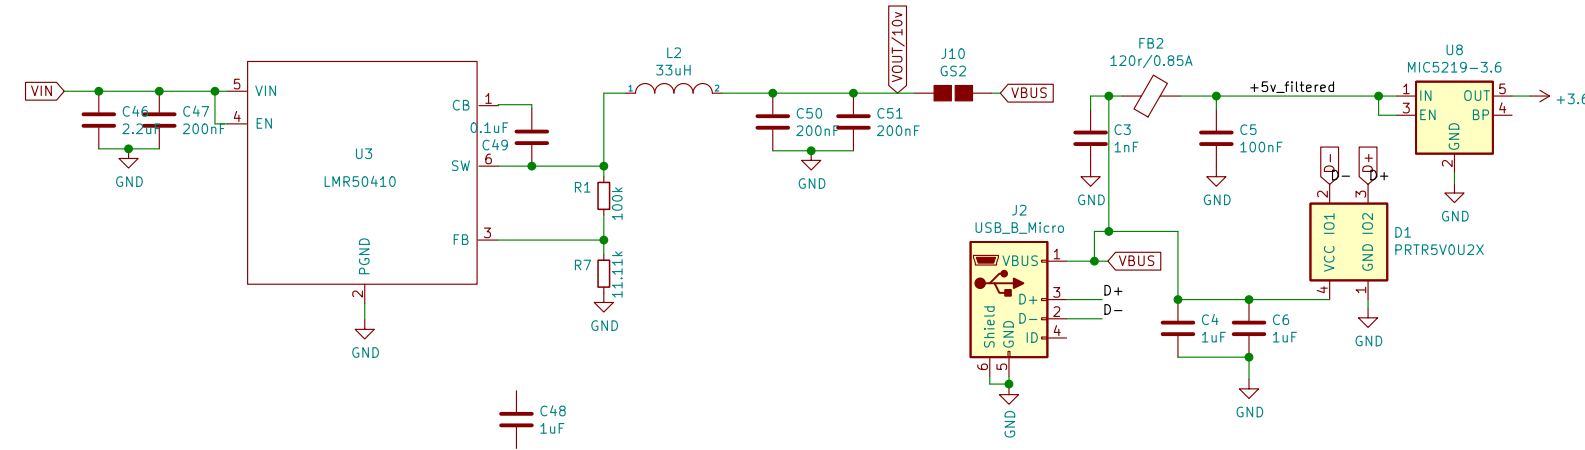 VIN
C46
2.2uF
C47
200nF
GND
5
VIN
4
EN
U3
LMR50410
CB
1
SW
6
FB
3
PGND
2
GND
0.1uF
C49
R1
100k
R7
11.11k
GND
L2
33uH
1
2
C50
200nF
C51
200nF
GND
VOUT/10v
J10
GS2
VBUS
C48
1uF
FB2
120r/0.85A
C3
1nF
GND
C5
100nF
GND
+5v_filtered
U8
MIC5219-3.6
1
IN
3
EN
OUT
5
BP
4
GND
2
GND
+3.6
J2
USB_B_Micro
VBUS
1
D+
3
D-
2
ID
4
Shield
GND
6
5
GND
VBUS
D+
D-
C4
1uF
C6
1uF
GND
D-
D+
D-
D+
2
3
IO1
IO2
VCC
GND
4
1
D1
PRTR5V0U2X
GND